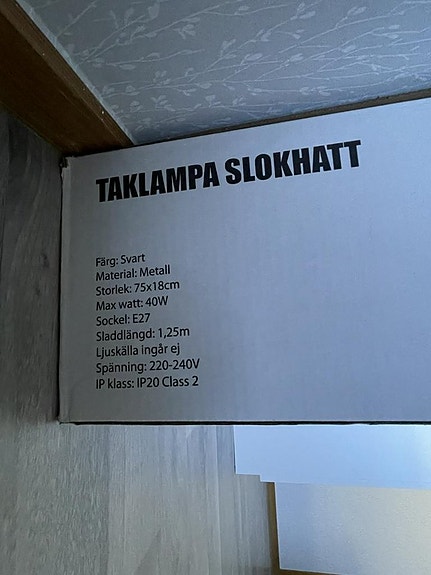 TAKLAMPA SLOKHATT
Färg: Svart
Material: Metall
Storlek: 75x18cm
Max watt: 40W
Sockel: E27
Sladdlängd: 1,25m
Ljuskälla ingår ej
Spänning: 220-240V
IP klass: IP20 Class 2